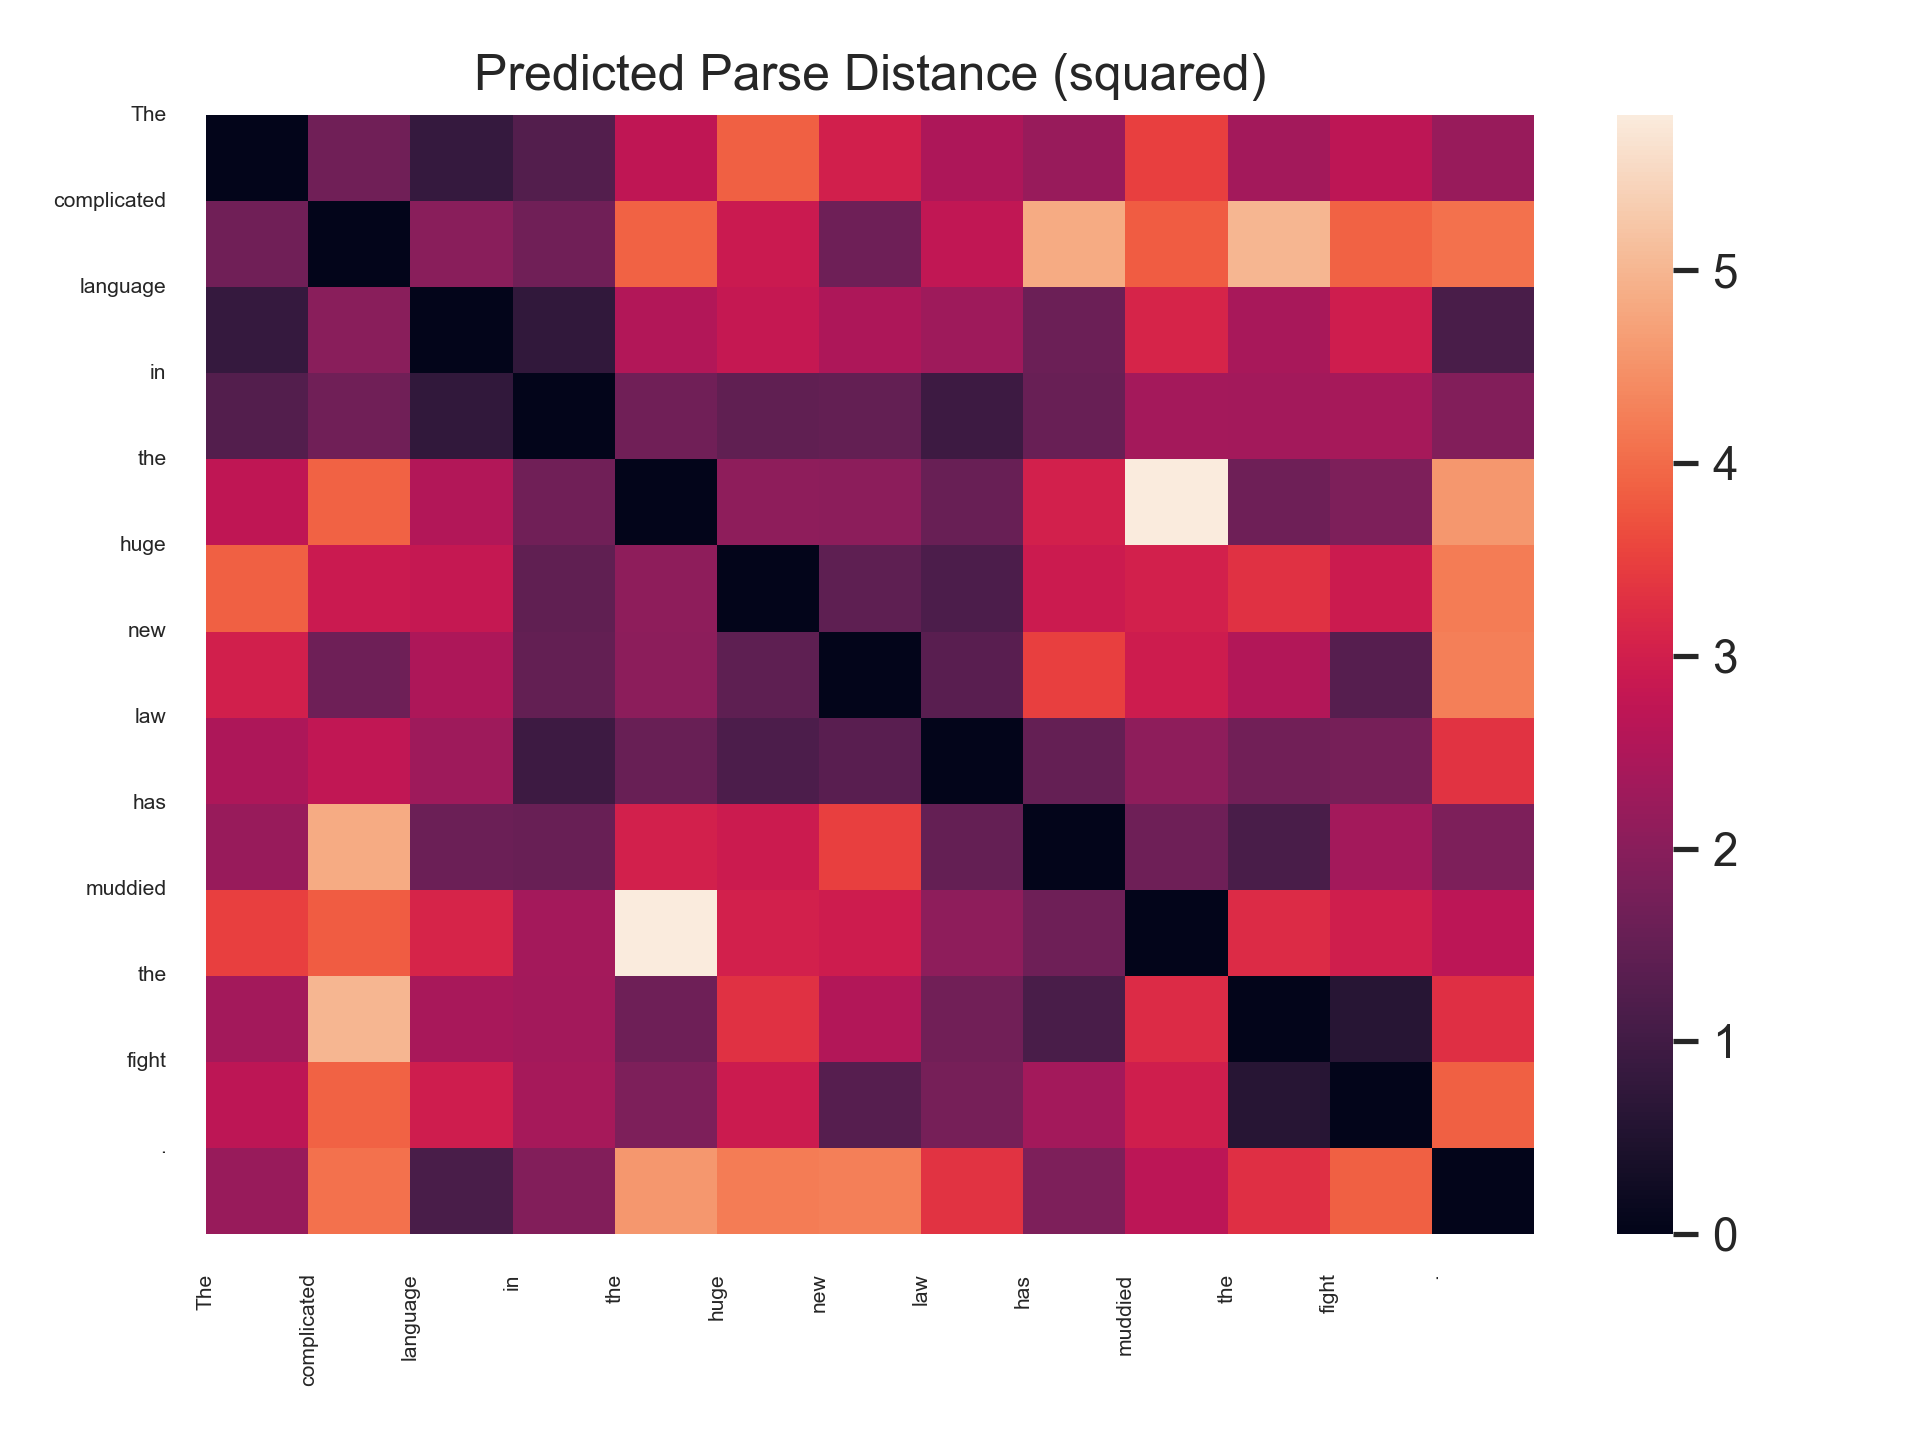 Predicted Parse Distance (squared)
The
complicated
language
in
the
huge
new
law
has
muddied
the
fight
.
The
complicated
language
in
the
huge
new
law
has
muddied
the
fight
.
5
4
3
2
1
0